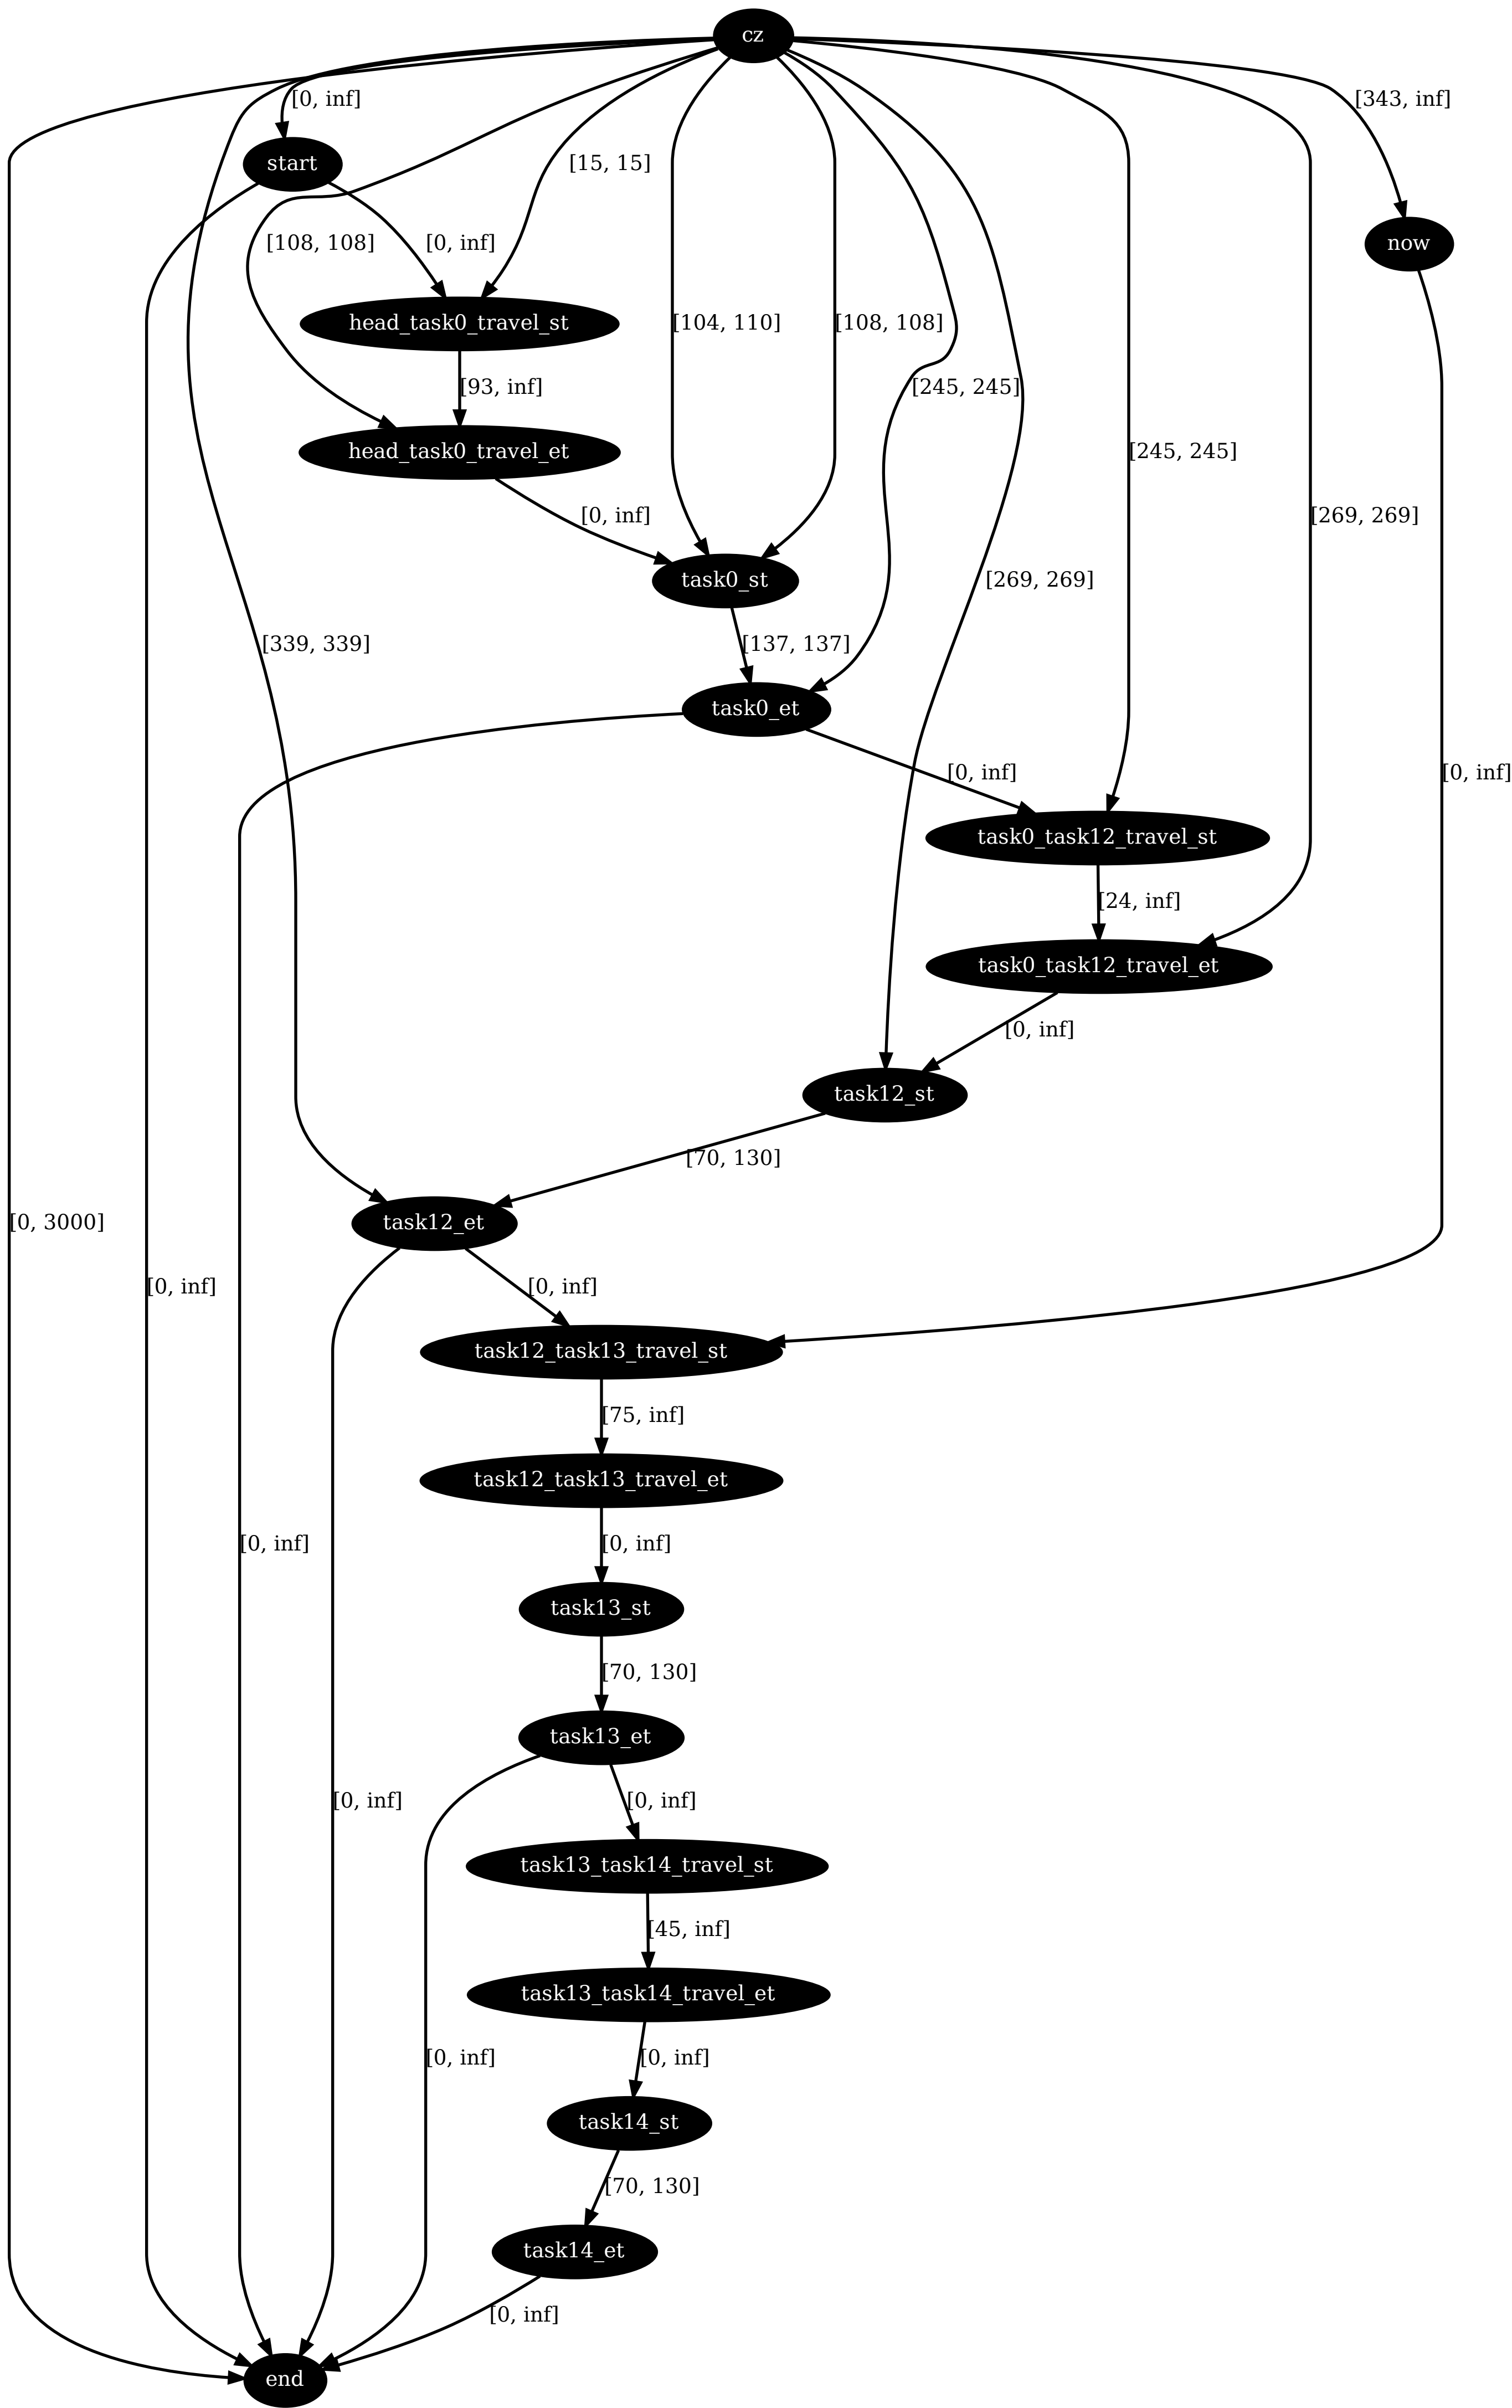 cz
[0, inf]
[343, inf]
start
[15, 15]
now
[108, 108]
[0, inf]
head_task0_travel_st
[104, 110]
[108, 108]
[93, inf]
[245, 245]
head_task0_travel_et
[245, 245]
[0, inf]
[269, 269]
task0_st
[269, 269]
[339, 339]
[137, 137]
task0_et
[0, inf]
[0, inf]
task0_task12_travel_st
[24, inf]
task0_task12_travel_et
[0, inf]
task12_st
[70, 130]
[0, 3000]
task12_et
[0, inf]
[0, inf]
task12_task13_travel_st
[75, inf]
task12_task13_travel_et
[0, inf]
[0, inf]
task13_st
[70, 130]
task13_et
[0, inf]
[0, inf]
task13_task14_travel_st
[45, inf]
task13_task14_travel_et
[0, inf]
[0, inf]
task14_st
[70, 130]
task14_et
[0, inf]
end